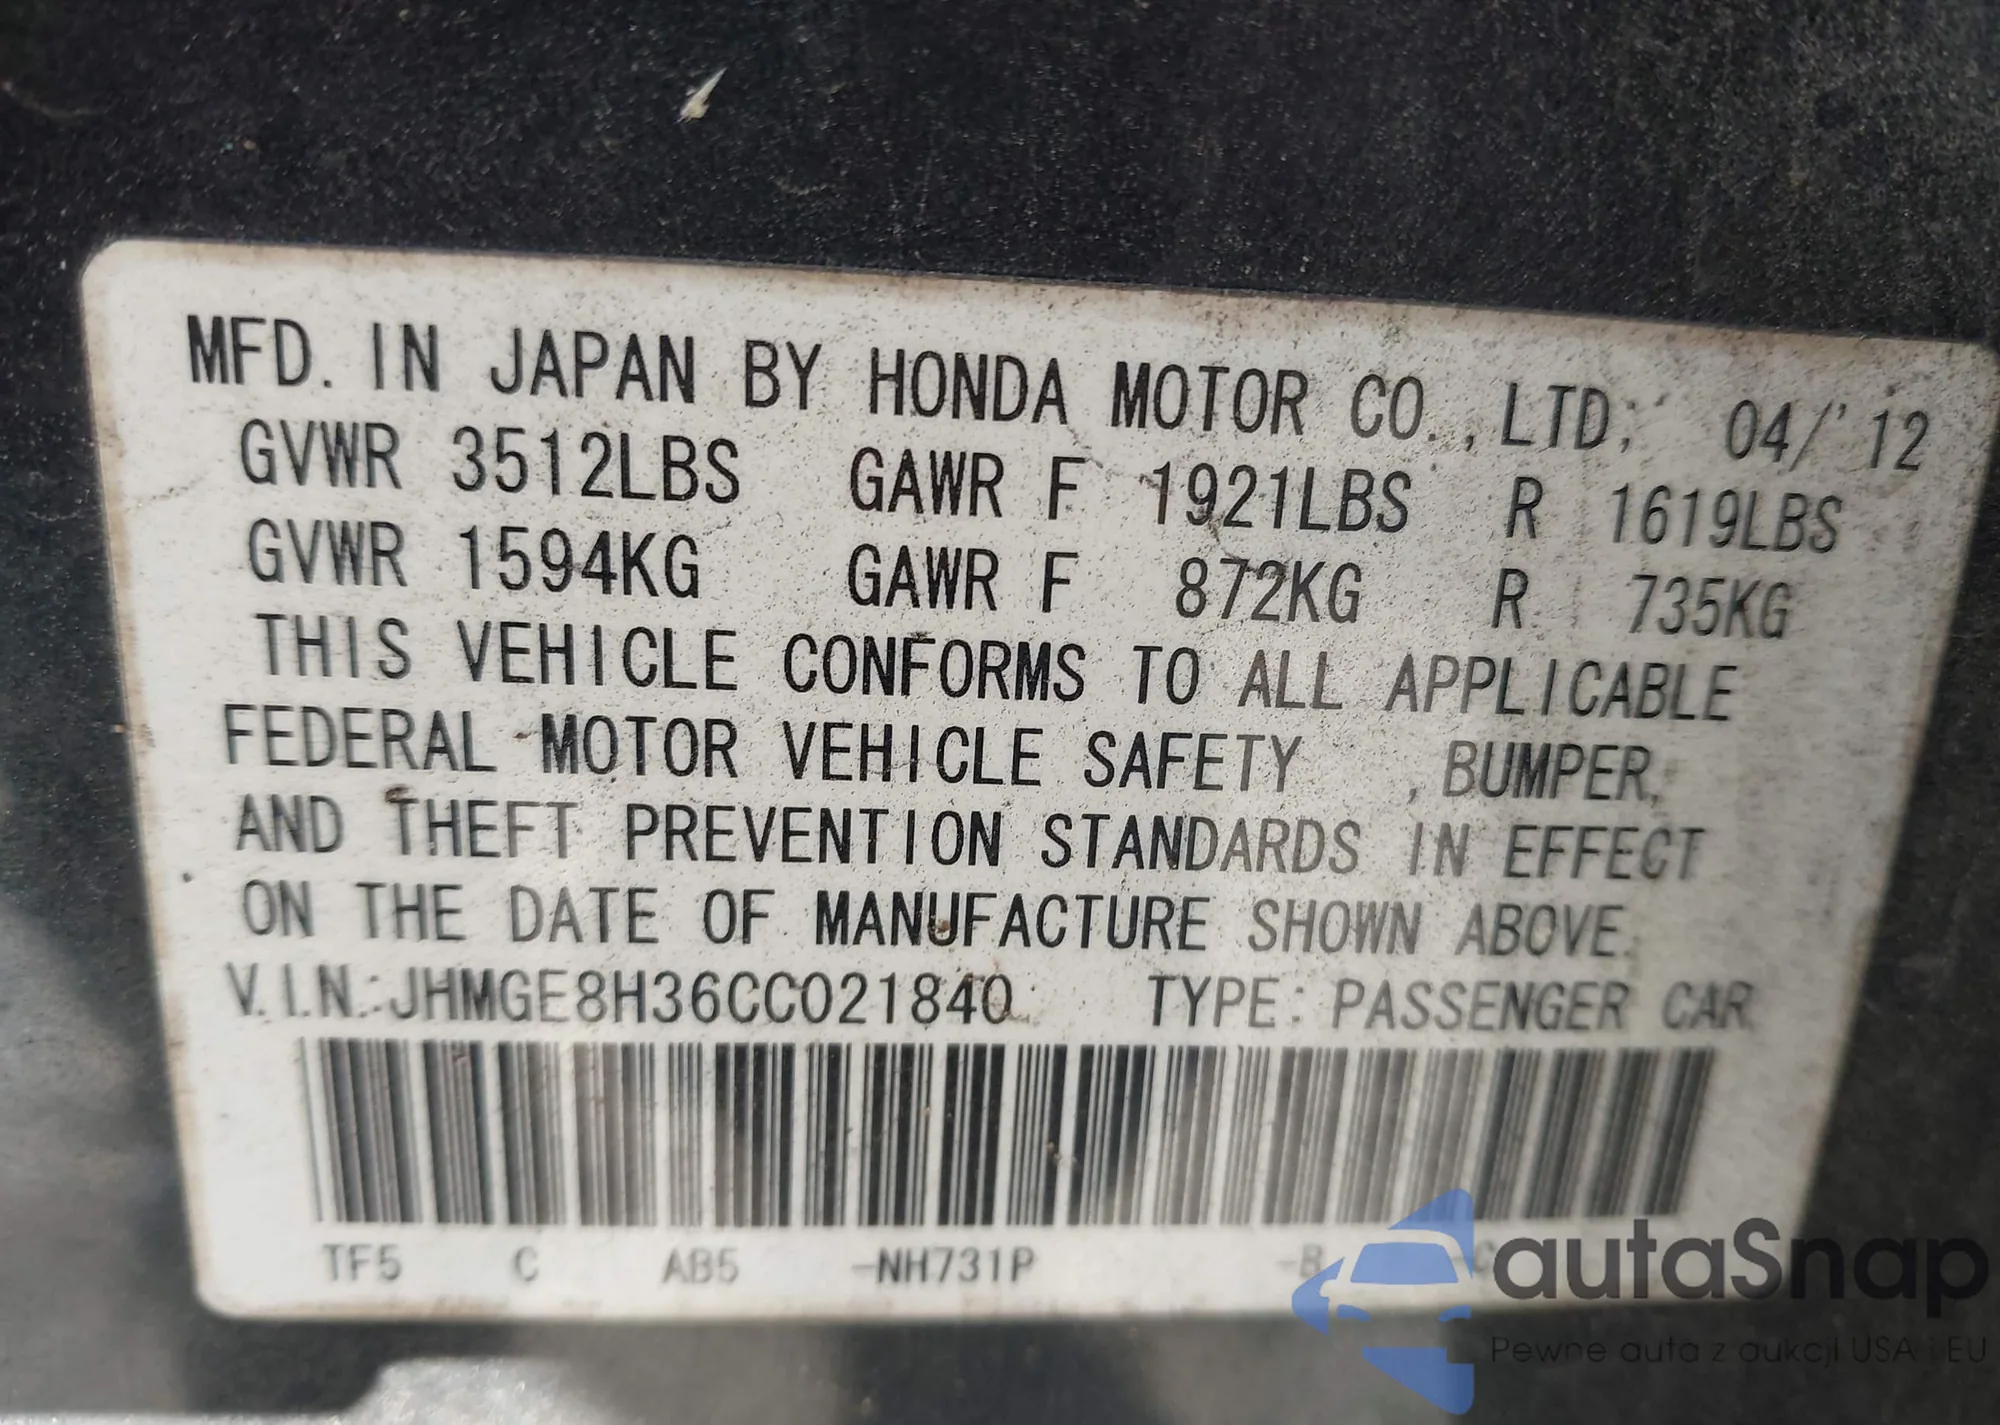 MFD. IN JAPAN BY HONDA MOTOR CO., LTD; 04/'12
GVWR 3512LBS GAWR F 1921LBS R 1619LBS
GVWR 1594KG GAWR F 872KG R 735KG
THIS VEHICLE CONFORMS TO ALL APPLICABLE
FEDERAL MOTOR VEHICLE SAFETY , BUMPER,
AND THEFT PREVENTION STANDARDS IN EFFECT
ON THE DATE OF MANUFACTURE SHOWN ABOVE.
V.I.N.:JHMGE8H36CC021840 TYPE: PASSENGER CAR
TF5 C AB5 -NH731P -B -C
autaSnap
Pewne auta z aukcji USA i EU